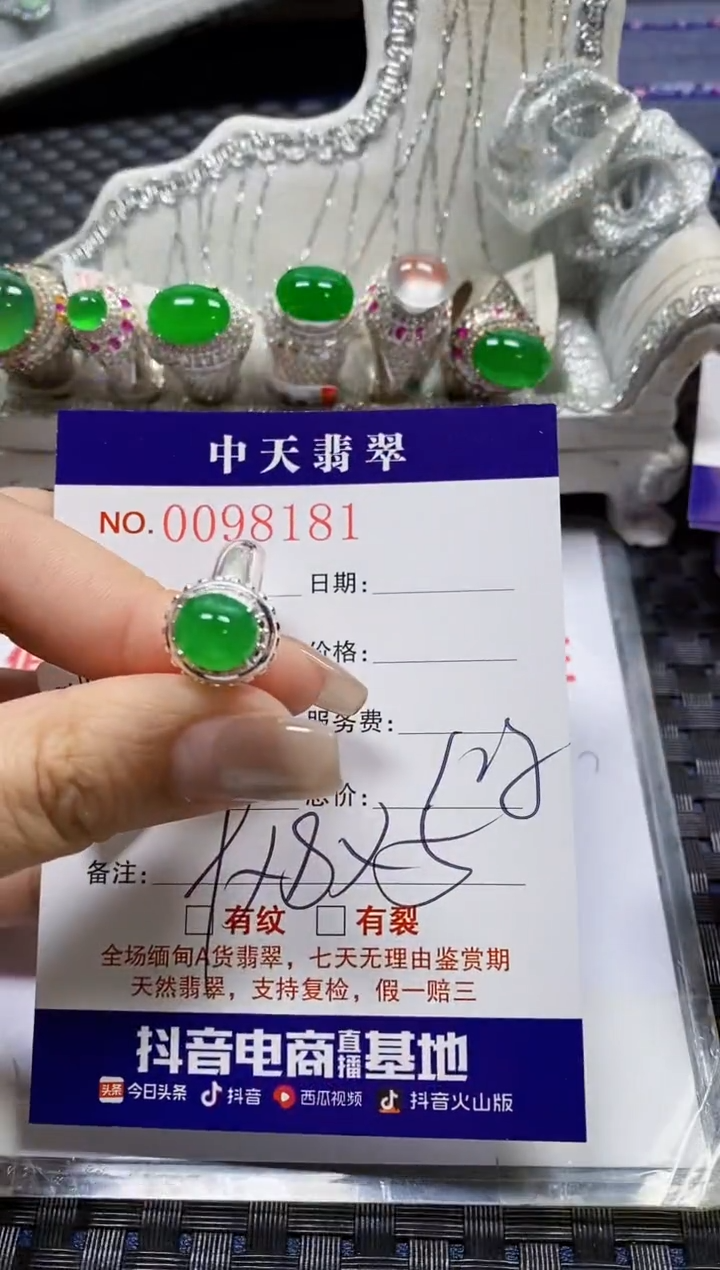 中天翡翠
NO.0098181
日期:
价格:
服务费:
总价:
备注:
有纹 有裂
全场缅甸A货翡翠，七天无理由鉴赏期
天然翡翠，支持复检，假一赔三
抖音电商直播基地
头条 今日头条 抖音 西瓜视频 抖音火山版